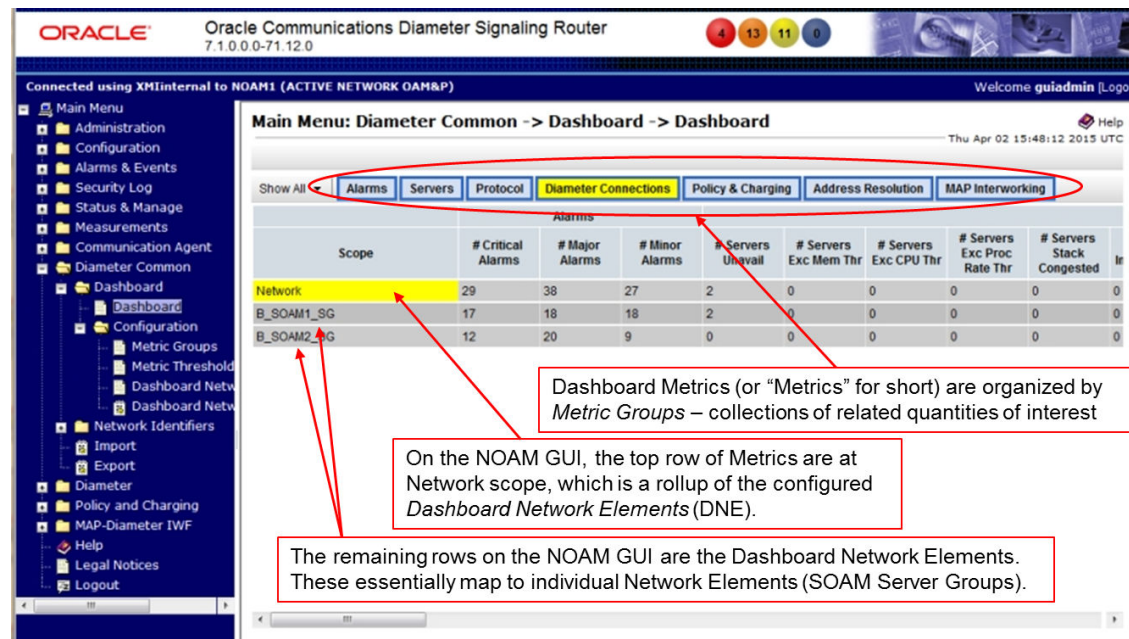 ORACLE
Oracle Communications Diameter Signaling Router
7.1.0.0.0-71.12.0
4 13 11 0
Connected using XMIinternal to NOAM1 (ACTIVE NETWORK OAM&P)
Welcome guiadmin [Logo
Main Menu
Administration
Configuration
Alarms & Events
Security Log
Status & Manage
Measurements
Communication Agent
Diameter Common
Dashboard
Dashboard
Configuration
Metric Groups
Metric Threshold
Dashboard Netw
Dashboard Netw
Network Identifiers
Import
Export
Diameter
Policy and Charging
MAP-Diameter IWF
Help
Legal Notices
Logout
Main Menu: Diameter Common -> Dashboard -> Dashboard
Help
Thu Apr 02 15:48:12 2015 UTC
Show All Alarms Servers Protocol Diameter Connections Policy & Charging Address Resolution MAP Interworking
Alarms
Scope # Critical Alarms # Major Alarms # Minor Alarms # Servers Unavail # Servers Exc Mem Thr # Servers Exc CPU Thr # Servers Exc Proc Rate Thr # Servers Stack Congested In
Network 29 38 27 2 0 0 0 0 0
B_SOAM1_SG 17 18 18 2 0 0 0 0 0
B_SOAM2_SG 12 20 9 0 0 0 0 0 0
Dashboard Metrics (or “Metrics” for short) are organized by
Metric Groups – collections of related quantities of interest
On the NOAM GUI, the top row of Metrics are at
Network scope, which is a rollup of the configured
Dashboard Network Elements (DNE).
The remaining rows on the NOAM GUI are the Dashboard Network Elements.
These essentially map to individual Network Elements (SOAM Server Groups).